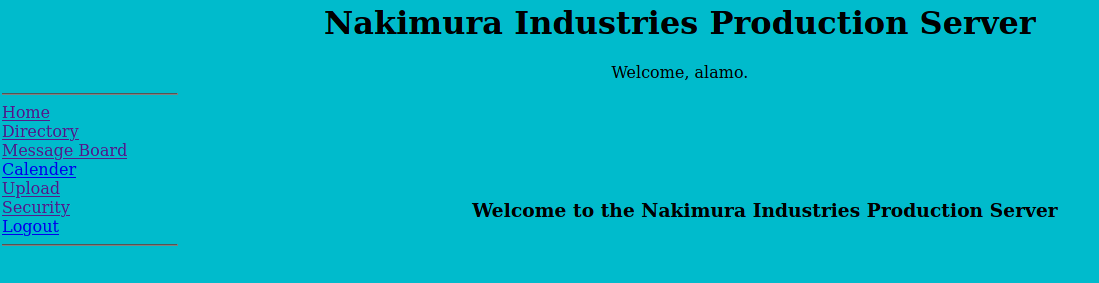 Nakimura Industries Production Server
Welcome, alamo.
Home
Directory
Message Board
Calender
Upload
Security
Logout
Welcome to the Nakimura Industries Production Server